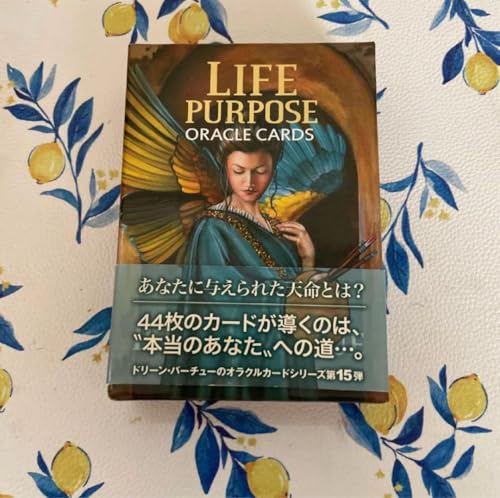 LIFE
PURPOSE
ORACLE CARDS
あなたに与えられた天命とは?
44枚のカードが導くのは、
〝本当のあなた〟への道…。
ドリーン・バーチューのオラクルカードシリーズ第15弾